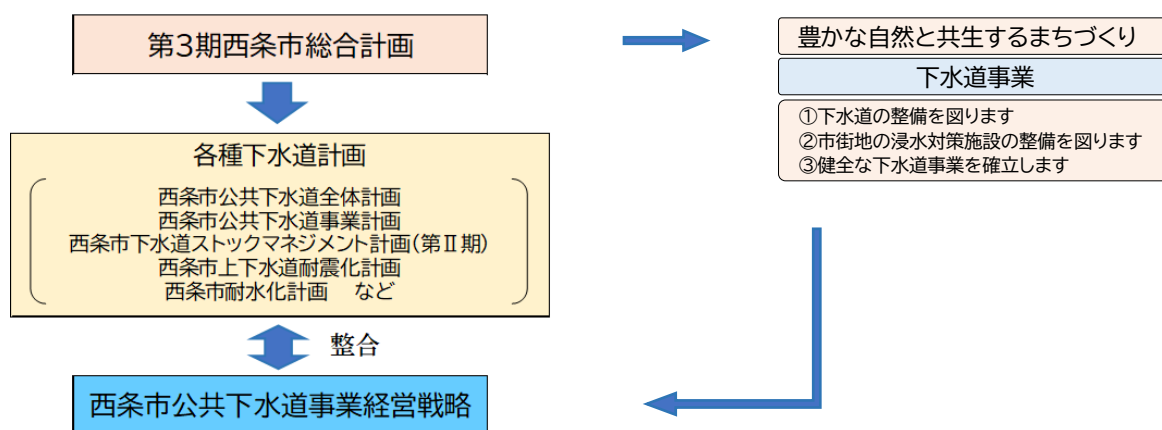 第3期西条市総合計画
豊かな自然と共生するまちづくり
下水道事業
①下水道の整備を図ります
②市街地の浸水対策施設の整備を図ります
③健全な下水道事業を確立します
各種下水道計画
西条市公共下水道全体計画
西条市公共下水道事業計画
西条市下水道ストックマネジメント計画(第Ⅱ期)
西条市上下水道耐震化計画
西条市耐水化計画 など
整合
西条市公共下水道事業経営戦略